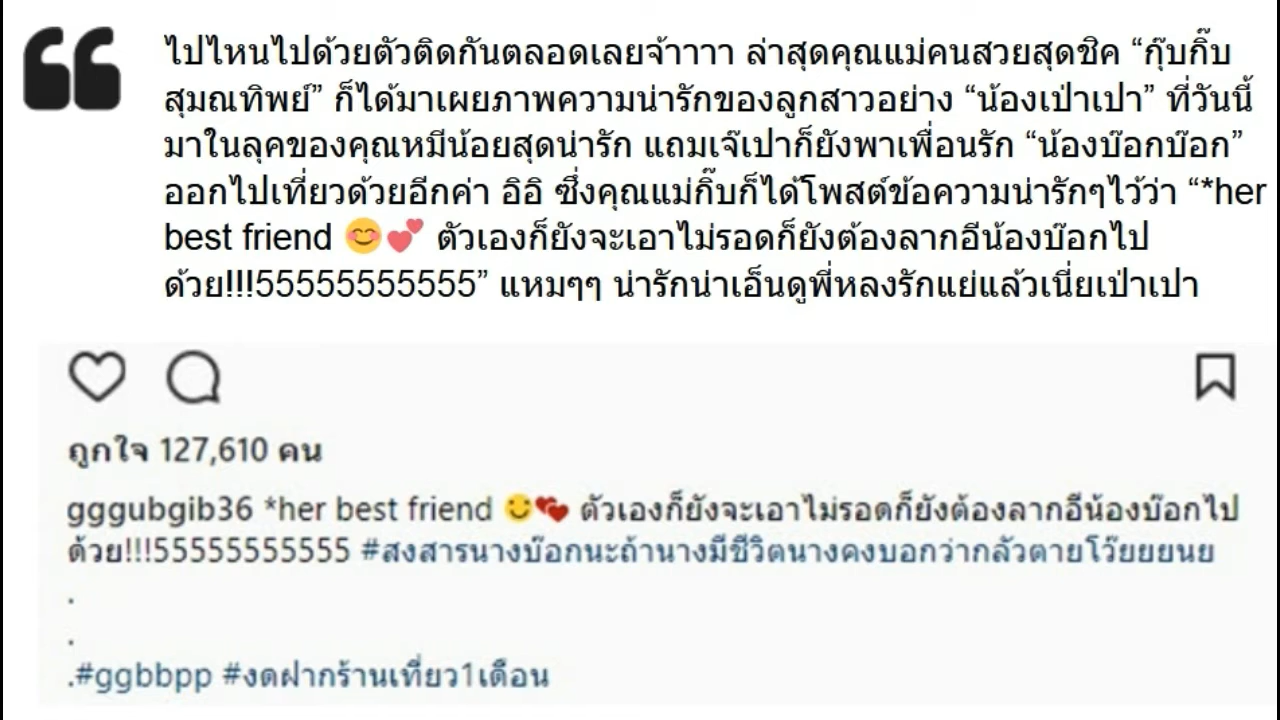 ไปไหนไปด้วยตัวติดกันตลอดเลยจ้าาาา ล่าสุดคุณแม่คนสวยสุดชิค “กุ๊บกิ๊บ
สุมณทิพย์” ก็ได้มาเผยภาพความน่ารักของลูกสาวอย่าง “น้องเป่าเปา” ที่วันนี้
มาในลุคของคุณหมีน้อยสุดน่ารัก แถมเจ๊เปาก็ยังพาเพื่อนรัก “น้องบ๊อกบ๊อก”
ออกไปเที่ยวด้วยอีกค่า อิอิ ซึ่งคุณแม่กิ๊บก็ได้โพสต์ข้อความน่ารักๆไว้ว่า “*her
best friend 😊💕 ตัวเองก็ยังจะเอาไม่รอดก็ยังต้องลากอีน้องบ๊อกไป
ด้วย!!!55555555555” แหมๆๆ น่ารักน่าเอ็นดูพี่หลงรักแย่แล้วเนี่ยเป่าเปา
ถูกใจ 127,610 คน
gggubgib36 *her best friend 😊💕 ตัวเองก็ยังจะเอาไม่รอดก็ยังต้องลากอีน้องบ๊อกไป
ด้วย!!!55555555555 #สงสารนางบ๊อกนะถ้านางมีชีวิตนางคงบอกว่ากลัวตายโว๊ยยยนย
.
.
.#ggbbpp #งดฝากร้านเที่ยว1เดือน